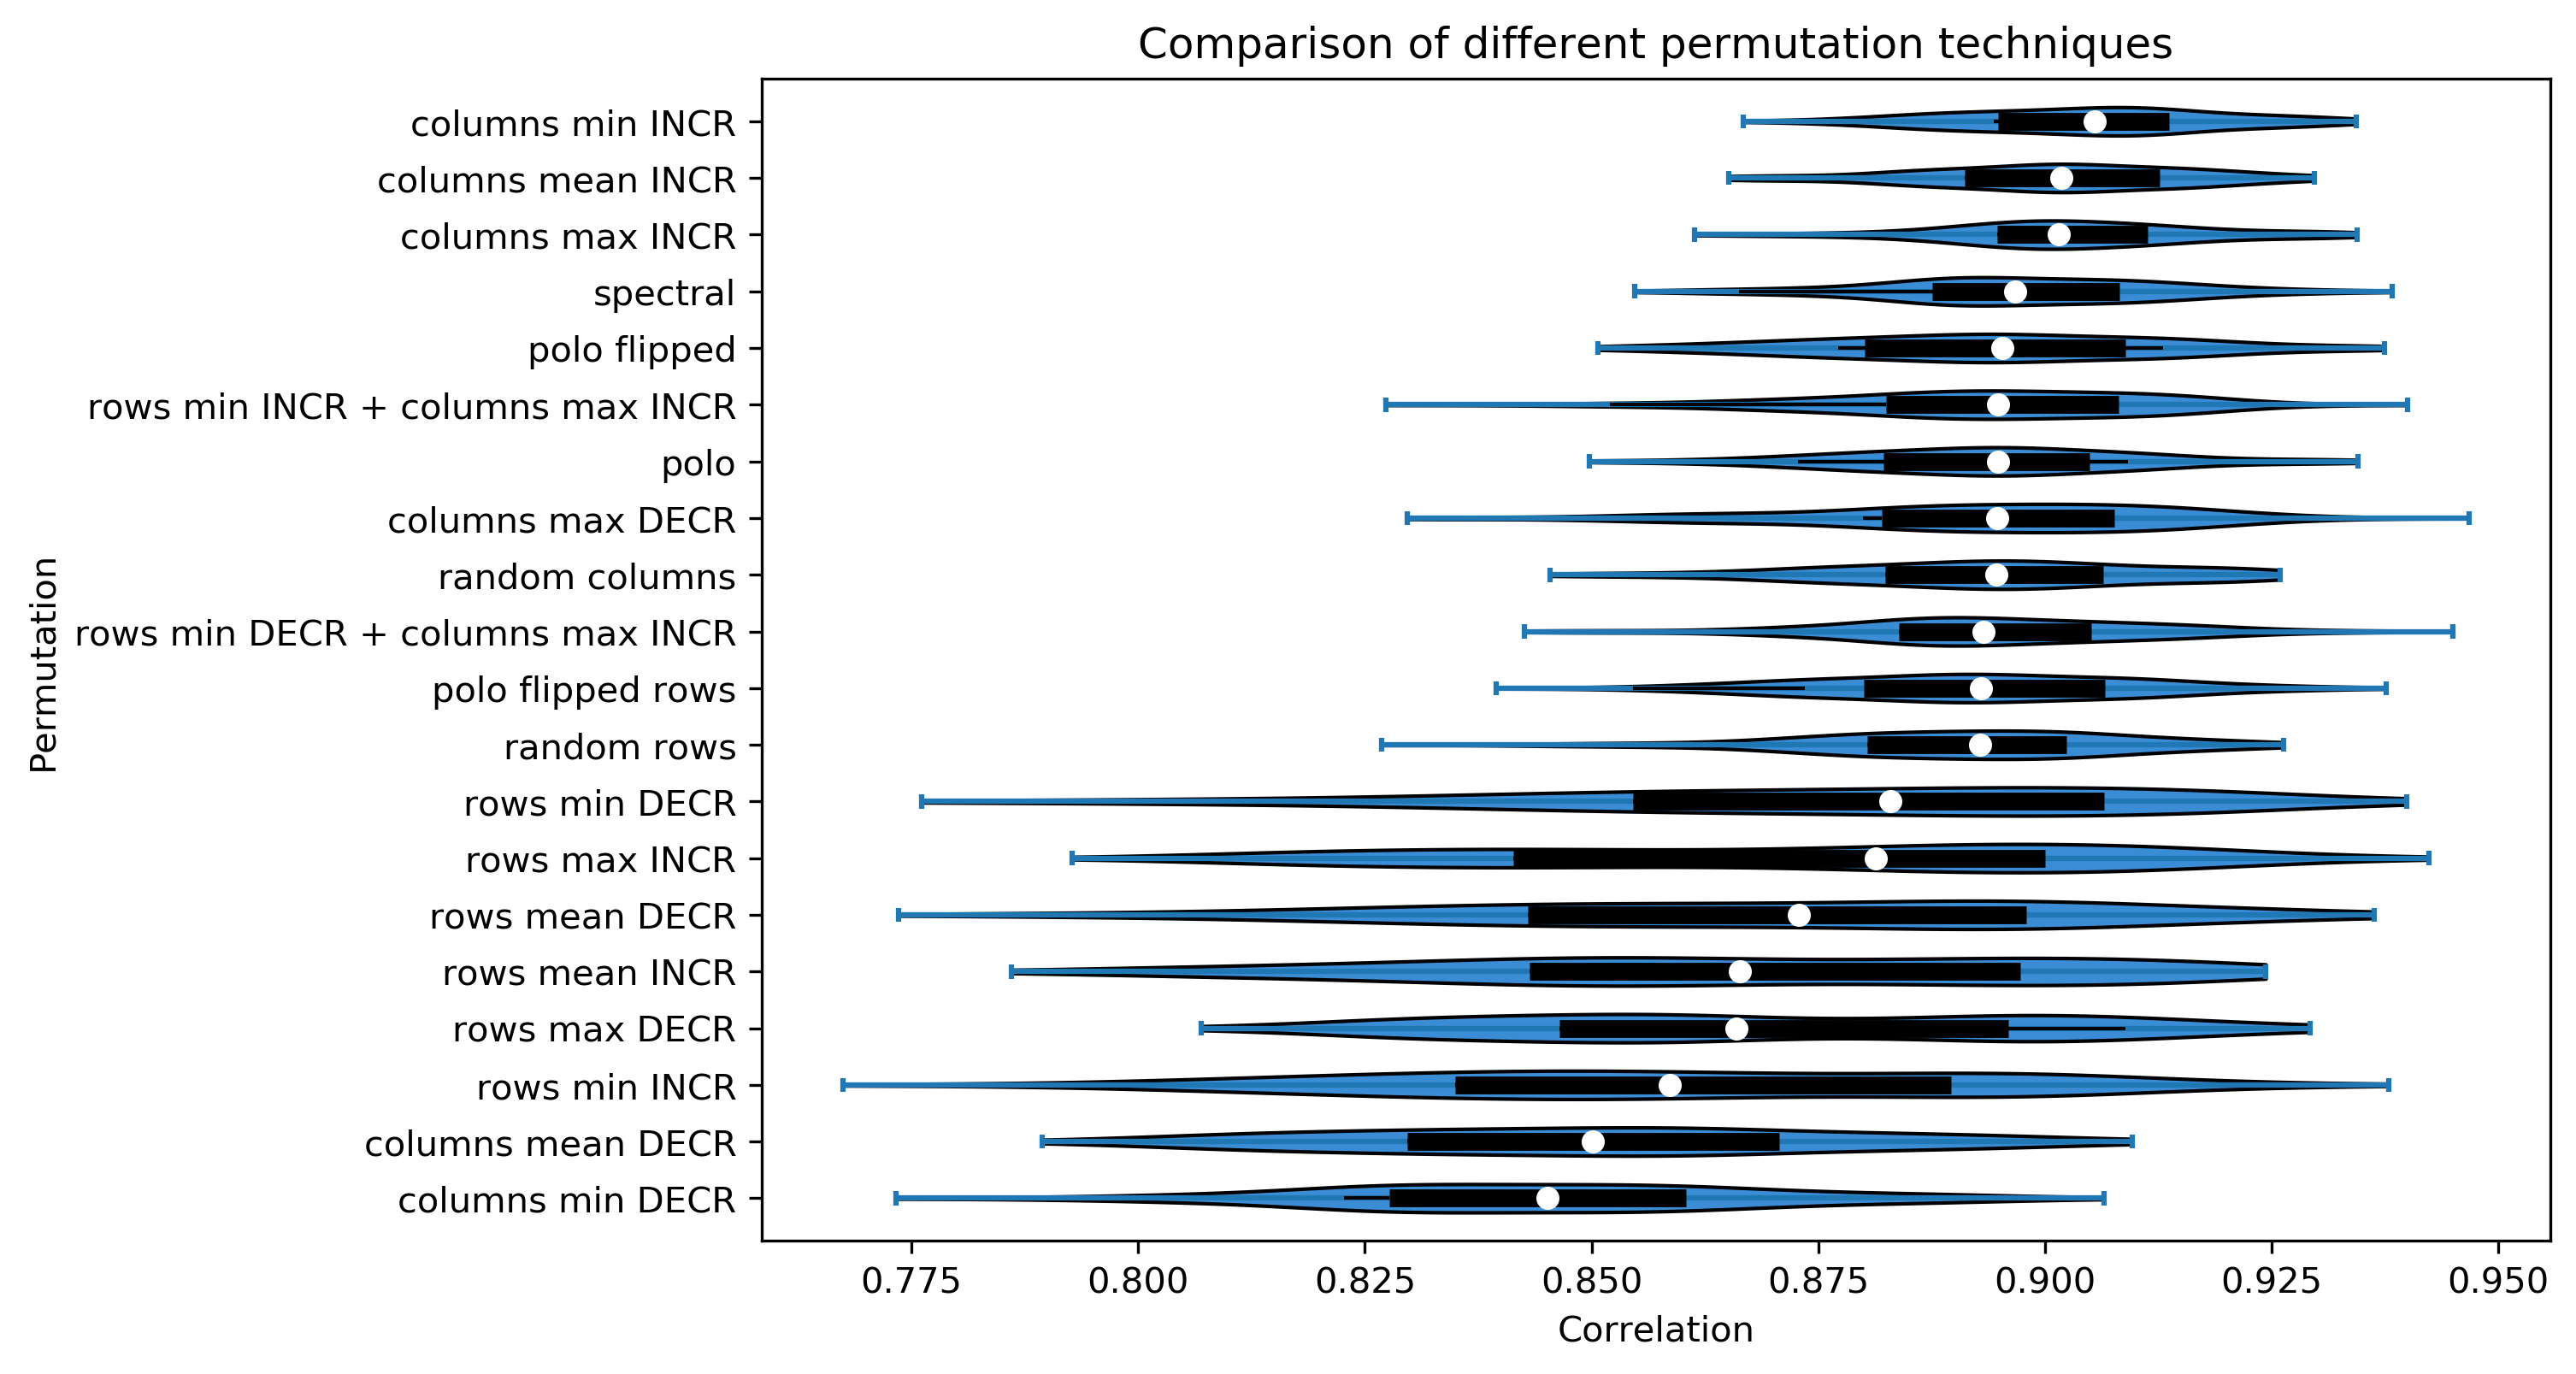 Comparison of different permutation techniques
columns min INCR
columns mean INCR
columns max INCR
spectral
polo flipped
rows min INCR + columns max INCR
polo
columns max DECR
random columns
rows min DECR + columns max INCR
polo flipped rows
random rows
rows min DECR
rows max INCR
rows mean DECR
rows mean INCR
rows max DECR
rows min INCR
columns mean DECR
columns min DECR
Permutation
0.775 0.800 0.825 0.850 0.875 0.900 0.925 0.950
Correlation